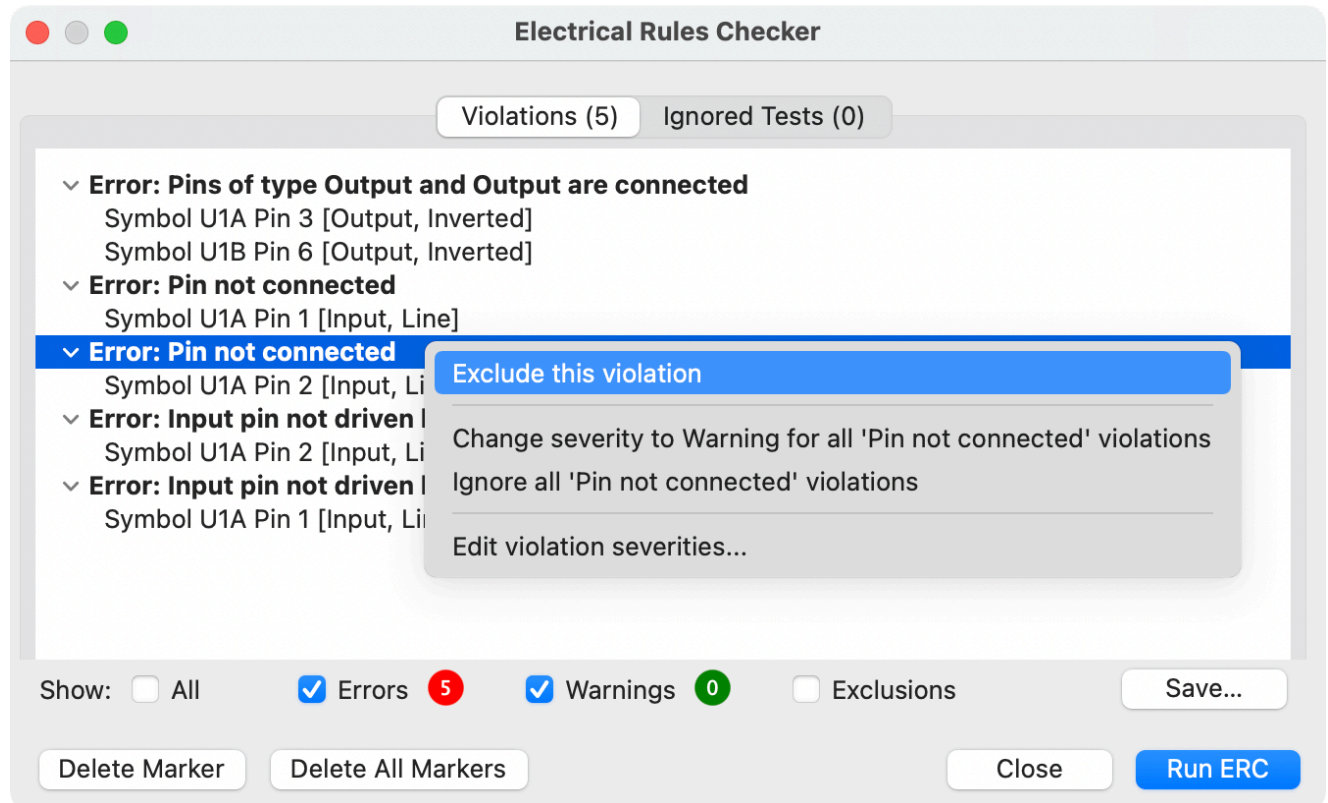 Electrical Rules Checker
Violations (5) Ignored Tests (0)
Error: Pins of type Output and Output are connected
Symbol U1A Pin 3 [Output, Inverted]
Symbol U1B Pin 6 [Output, Inverted]
Error: Pin not connected
Symbol U1A Pin 1 [Input, Line]
Error: Pin not connected
Symbol U1A Pin 2 [Input,
Error: Input pin not driven
Symbol U1A Pin 2 [Input,
Error: Input pin not driven
Symbol U1A Pin 1 [Input,
Exclude this violation
Change severity to Warning for all 'Pin not connected' violations
Ignore all 'Pin not connected' violations
Edit violation severities...
Show: All Errors 5 Warnings 0 Exclusions Save...
Delete Marker Delete All Markers Close Run ERC